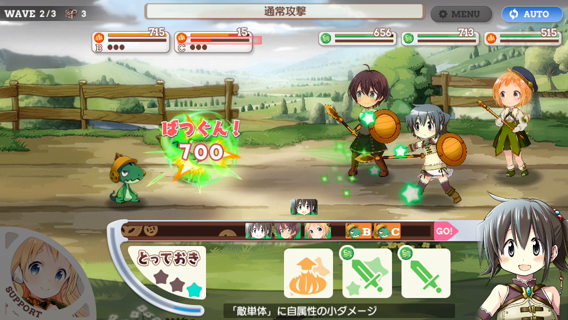 WAVE 2/3 3
通常攻撃
MENU
AUTO
715
B
15
C
656
713
515
ばつぐん!
700
B
C
GO!
とっておき
SUPPORT
「敵単体」に自属性の小ダメージ